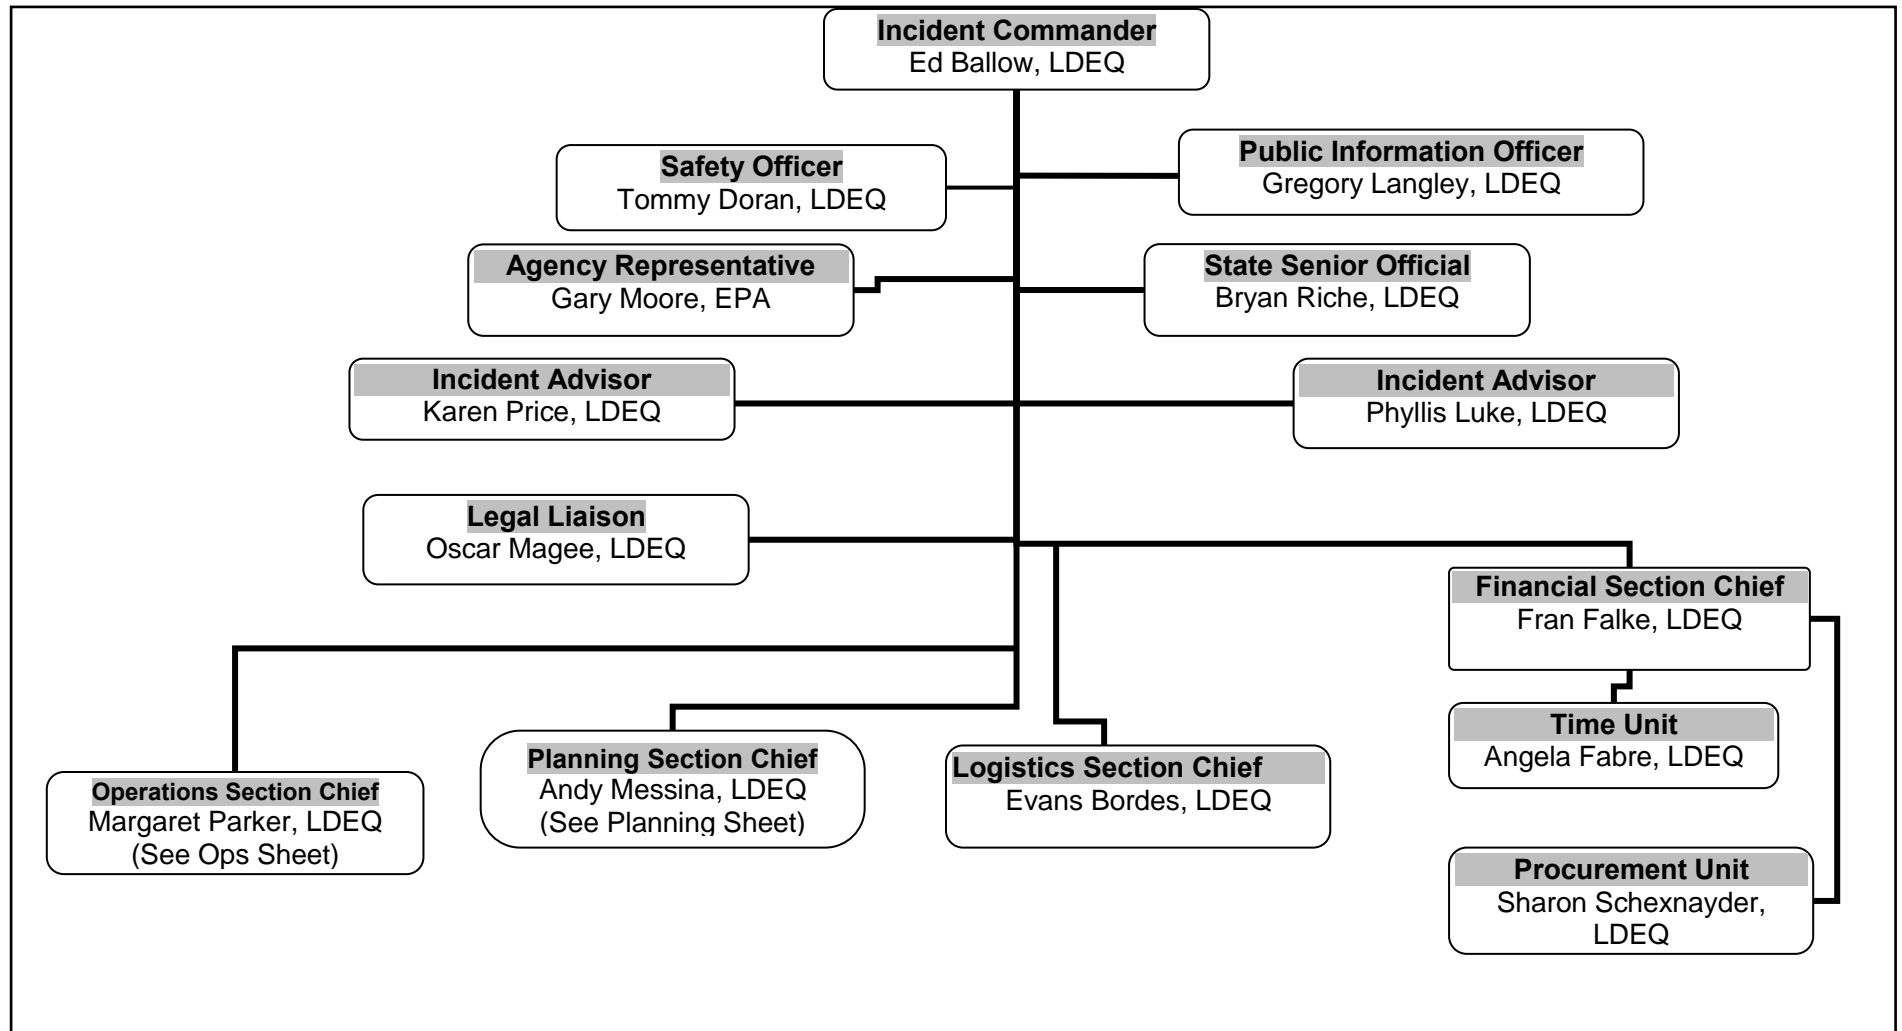 Incident Commander
Ed Ballow, LDEQ
Safety Officer
Tommy Doran, LDEQ
Public Information Officer
Gregory Langley, LDEQ
Agency Representative
Gary Moore, EPA
State Senior Official
Bryan Riche, LDEQ
Incident Advisor
Karen Price, LDEQ
Incident Advisor
Phyllis Luke, LDEQ
Legal Liaison
Oscar Magee, LDEQ
Financial Section Chief
Fran Falke, LDEQ
Time Unit
Angela Fabre, LDEQ
Operations Section Chief
Margaret Parker, LDEQ
(See Ops Sheet)
Planning Section Chief
Andy Messina, LDEQ
(See Planning Sheet)
Logistics Section Chief
Evans Bordes, LDEQ
Procurement Unit
Sharon Schexnayder,
LDEQ